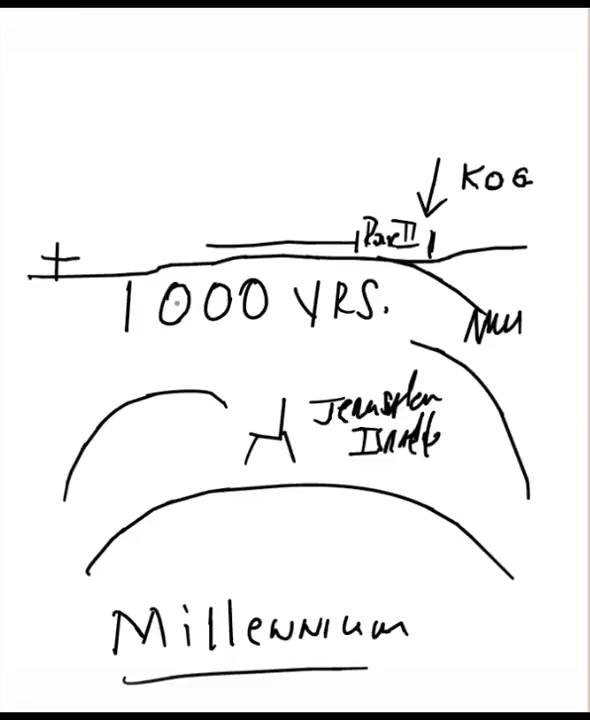 KOG
Part II
1000 YRS.
Jerusalem
Israel
Millennium